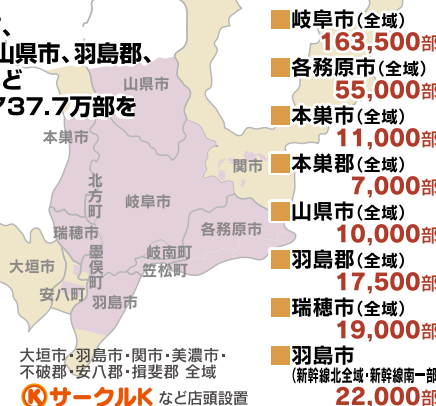 、
山県市、羽島郡、
ど
37.7万部を
山県市
本巣市
関市
北方町
岐阜市
瑞穂市
墨俣町
各務原市
岐南町
笠松町
大垣市
安八町
羽島市
大垣市・羽島市・関市・美濃市・
不破郡・安八郡・揖斐郡 全域
ⓀサークルK など店頭設置
岐阜市(全域)
163,500部
各務原市(全域)
55,000部
本巣市(全域)
11,000部
本巣郡(全域)
7,000部
山県市(全域)
10,000部
羽島郡(全域)
17,500部
瑞穂市(全域)
19,000部
羽島市
(新幹線北全域・新幹線南一部
22,000部